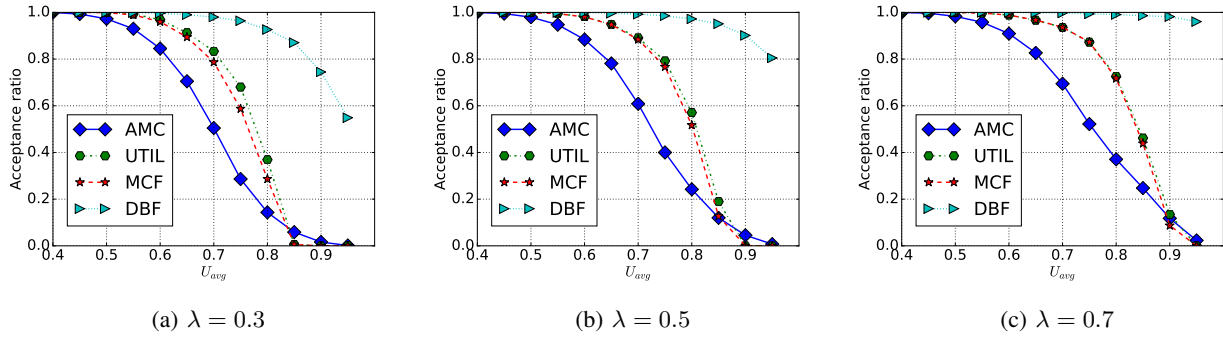 Acceptance ratio
1.0
0.8
0.6
0.4
0.2
0.0
AMC
UTIL
MCF
DBF
0.4 0.5 0.6 0.7 0.8 0.9
U_avg
(a) λ = 0.3
Acceptance ratio
1.0
0.8
0.6
0.4
0.2
0.0
AMC
UTIL
MCF
DBF
0.4 0.5 0.6 0.7 0.8 0.9
U_avg
(b) λ = 0.5
Acceptance ratio
1.0
0.8
0.6
0.4
0.2
0.0
AMC
UTIL
MCF
DBF
0.4 0.5 0.6 0.7 0.8 0.9
U_avg
(c) λ = 0.7